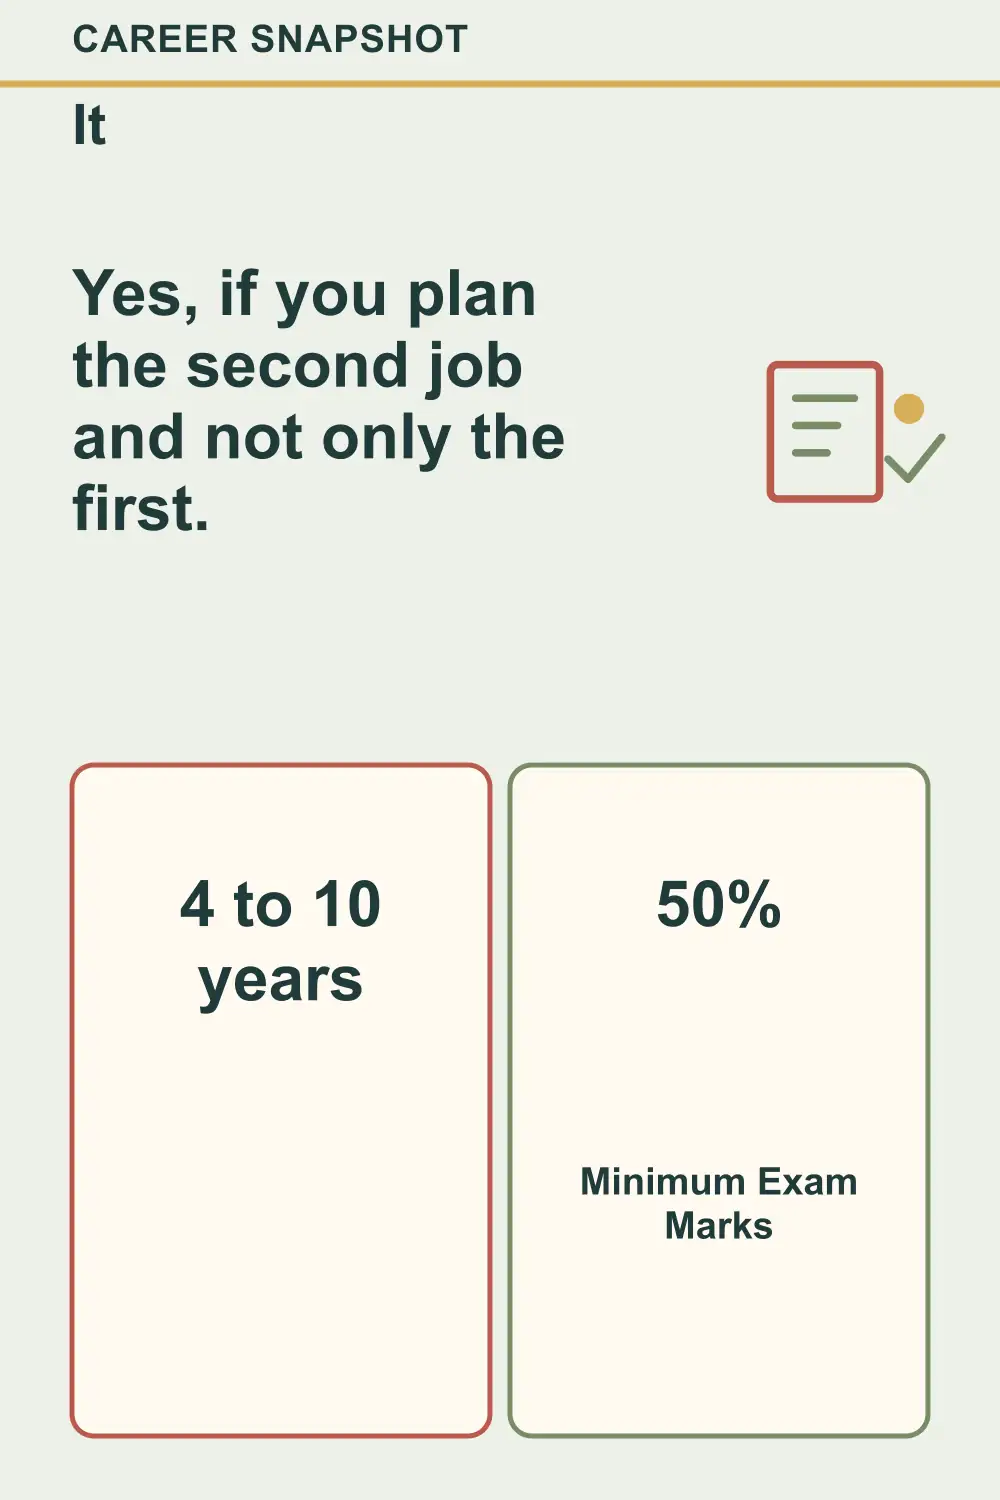 CAREER SNAPSHOT
It
Yes, if you plan
the second job
and not only the
first.
4 to 10
years
50%
Minimum Exam
Marks